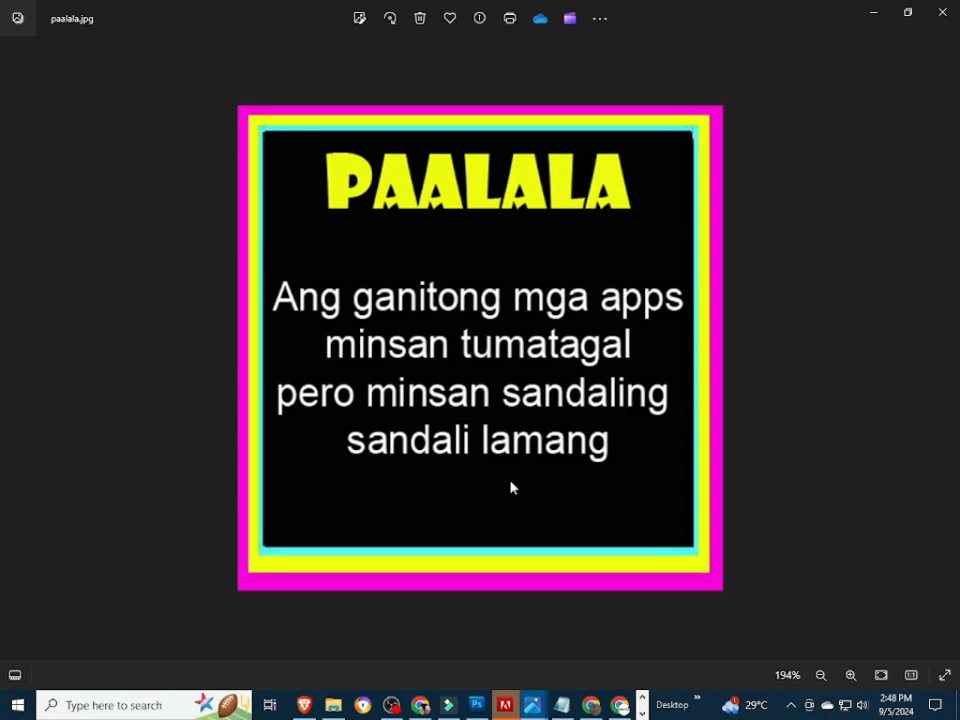 paalala.jpg
PAALALA
Ang ganitong mga apps
minsan tumatagal
pero minsan sandaling
sandali lamang
194%
Type here to search
Desktop
29°C
2:48 PM
9/5/2024